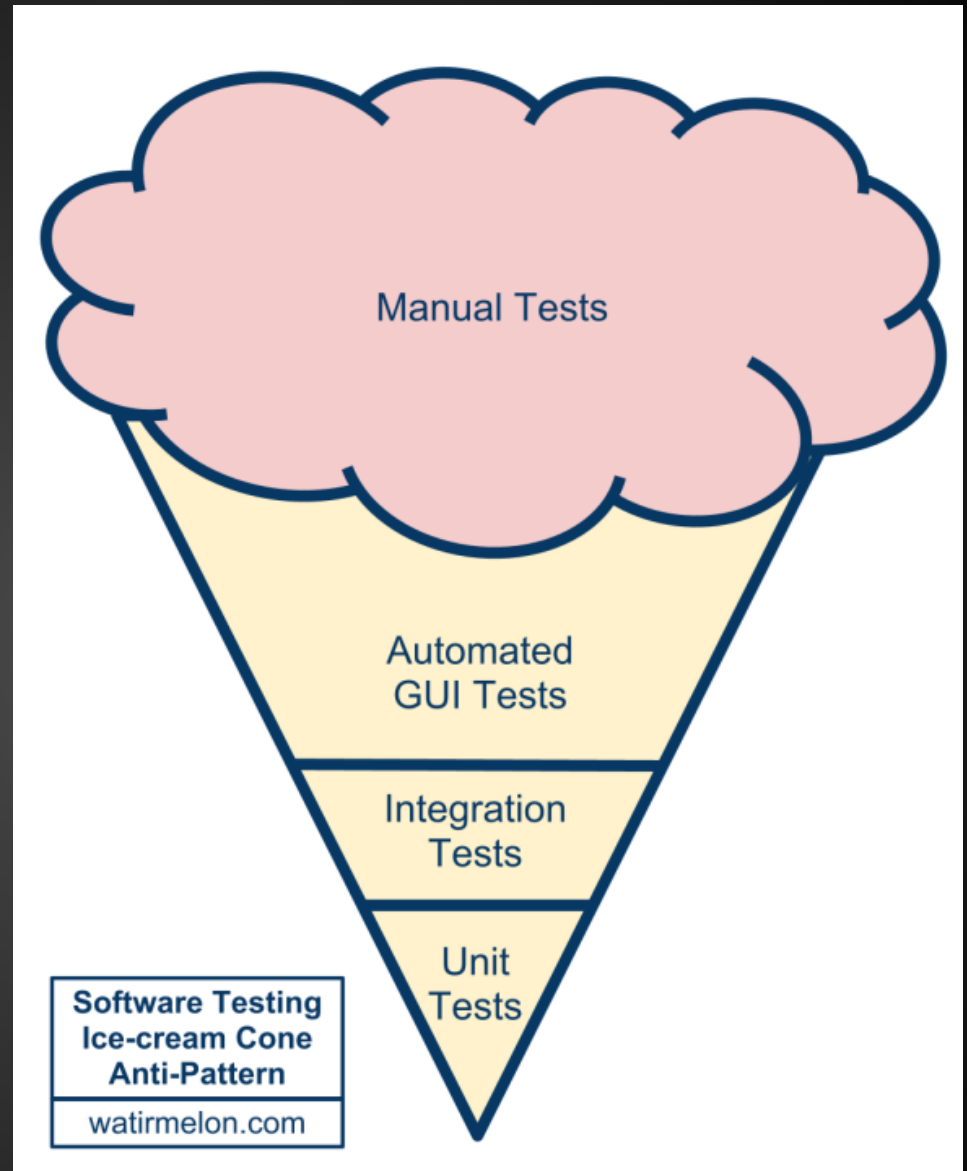 Manual Tests
Automated
GUI Tests
Integration
Tests
Unit
Tests
Software Testing
Ice-cream Cone
Anti-Pattern
watirmelon.com